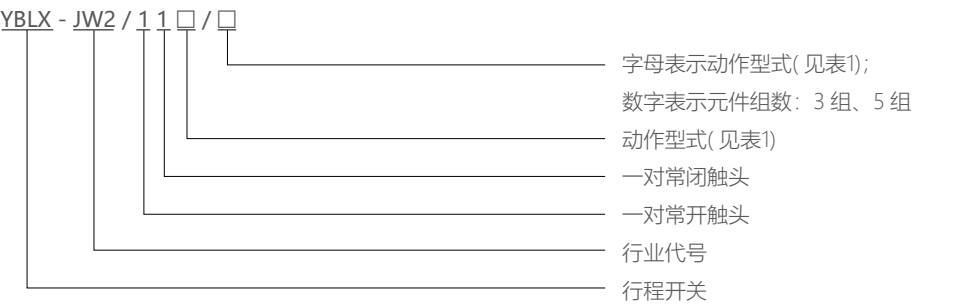 YBLX - JW2 / 1 1 □ / □
字母表示动作型式( 见表1);
数字表示元件组数：3 组、5 组
动作型式( 见表1)
一对常闭触头
一对常开触头
行业代号
行程开关